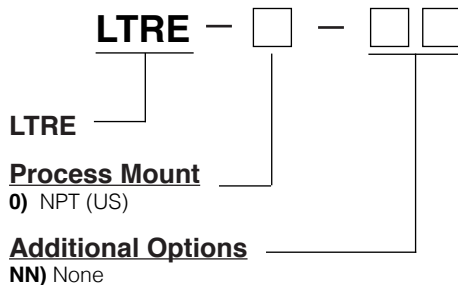 LTRE – □ – □□
LTRE
Process Mount
0) NPT (US)
Additional Options
NN) None